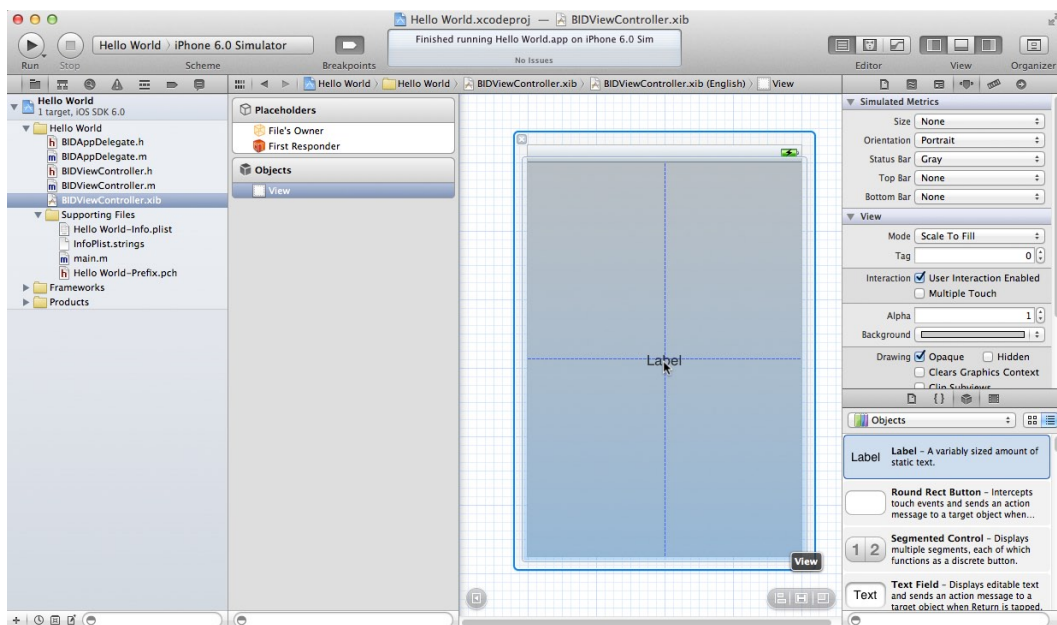 Hello World.xcodeproj — BIDViewController.xib
Run
Stop
Hello World
iPhone 6.0 Simulator
Scheme
Breakpoints
Finished running Hello World.app on iPhone 6.0 Sim
No Issues
Editor
View
Organizer
Hello World
Hello World
BIDViewController.xib
BIDViewController.xib (English)
View
Hello World
1 target, iOS SDK 6.0
Hello World
BIDAppDelegate.h
BIDAppDelegate.m
BIDViewController.h
BIDViewController.m
BIDViewController.xib
Supporting Files
Hello World-Info.plist
InfoPlist.strings
main.m
Hello World-Prefix.pch
Frameworks
Products
Placeholders
File's Owner
First Responder
Objects
View
Label
View
Simulated Metrics
Size None
Orientation Portrait
Status Bar Gray
Top Bar None
Bottom Bar None
View
Mode Scale To Fill
Tag 0
Interaction User Interaction Enabled
Multiple Touch
Alpha 1
Background
Drawing Opaque Hidden
Clears Graphics Context
Clip Subviews
Objects
Label
Label – A variably sized amount of
static text.
Round Rect Button – Intercepts
touch events and sends an action
message to a target object when...
1 2
Segmented Control – Displays
multiple segments, each of which
functions as a discrete button.
Text
Text Field – Displays editable text
and sends an action message to a
target object when Return is tapped.